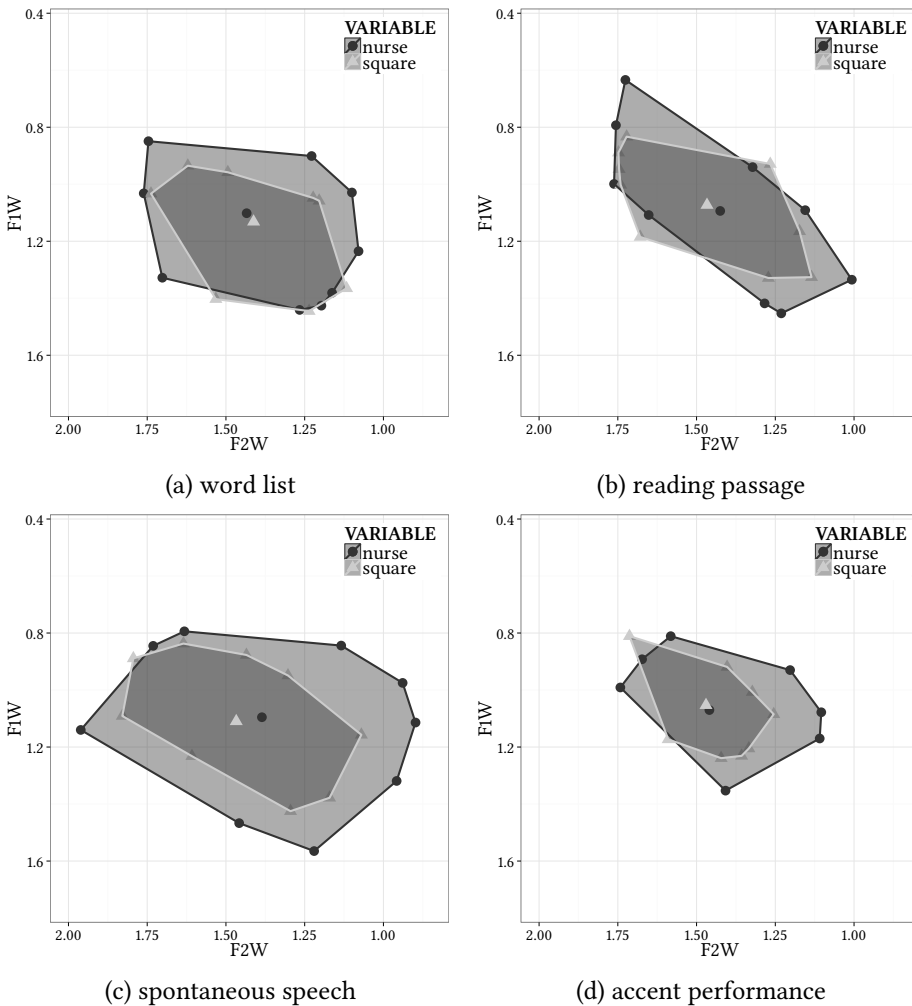 VARIABLE
nurse
square
0.4
0.8
1.2
1.6
F1W
2.00
1.75
1.50
1.25
1.00
F2W
(a) word list
VARIABLE
nurse
square
0.4
0.8
1.2
1.6
F1W
2.00
1.75
1.50
1.25
1.00
F2W
(b) reading passage
VARIABLE
nurse
square
0.4
0.8
1.2
1.6
F1W
2.00
1.75
1.50
1.25
1.00
F2W
(c) spontaneous speech
VARIABLE
nurse
square
0.4
0.8
1.2
1.6
F1W
2.00
1.75
1.50
1.25
1.00
F2W
(d) accent performance